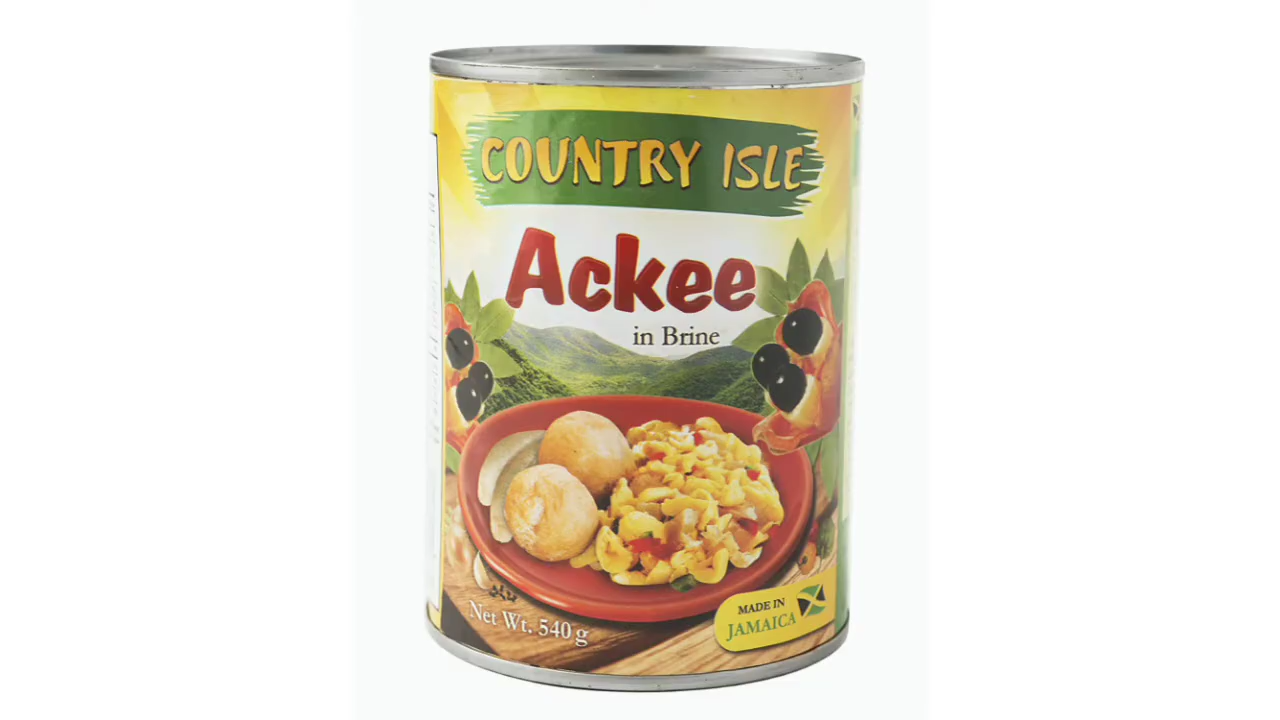 COUNTRY ISLE
Ackee
in Brine
Net Wt. 540 g
MADE IN
JAMAICA